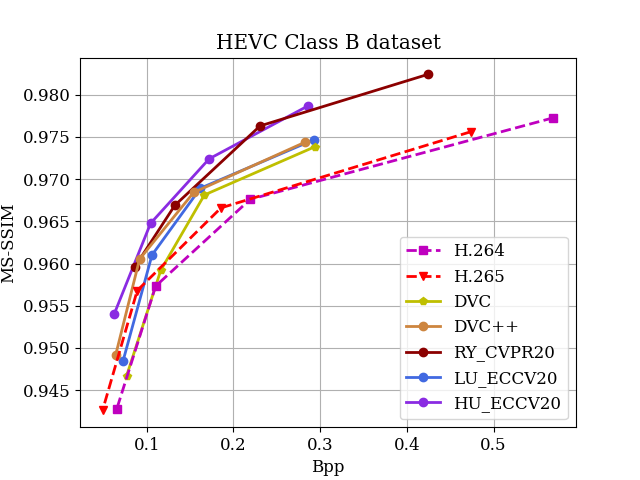 HEVC Class B dataset
MS-SSIM
0.980
0.975
0.970
0.965
0.960
0.955
0.950
0.945
0.1
0.2
0.3
0.4
0.5
Bpp
H.264
H.265
DVC
DVC++
RY_CVPR20
LU_ECCV20
HU_ECCV20